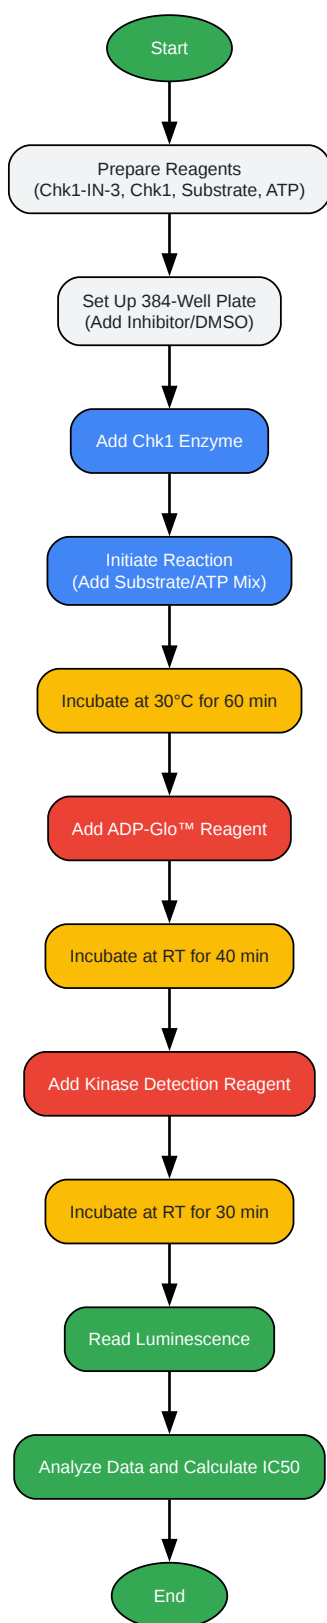 Start
Prepare Reagents
(Chk1-IN-3, Chk1, Substrate, ATP)
Set Up 384-Well Plate
(Add Inhibitor/DMSO)
Add Chk1 Enzyme
Initiate Reaction
(Add Substrate/ATP Mix)
Incubate at 30°C for 60 min
Add ADP-Glo™ Reagent
Incubate at RT for 40 min
Add Kinase Detection Reagent
Incubate at RT for 30 min
Read Luminescence
Analyze Data and Calculate IC50
End